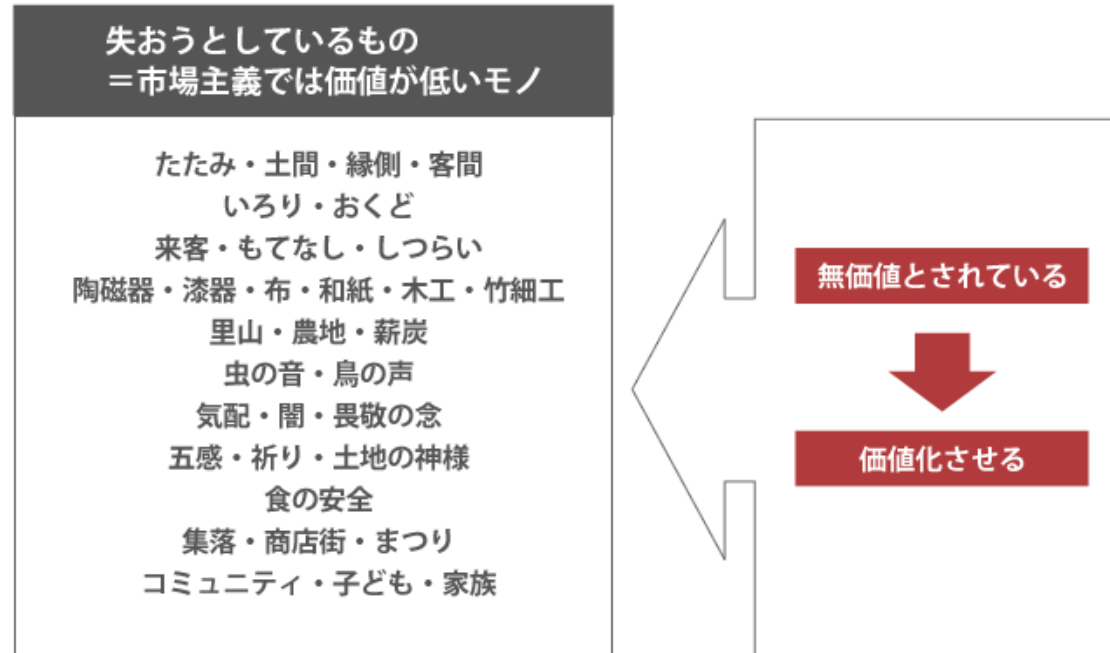 失おうとしているもの
＝市場主義では価値が低いモノ
たたみ・土間・縁側・客間
いろり・おくど
来客・もてなし・しつらい
陶磁器・漆器・布・和紙・木工・竹細工
里山・農地・薪炭
虫の音・鳥の声
気配・闇・畏敬の念
五感・祈り・土地の神様
食の安全
集落・商店街・まつり
コミュニティ・子ども・家族
無価値とされている
価値化させる